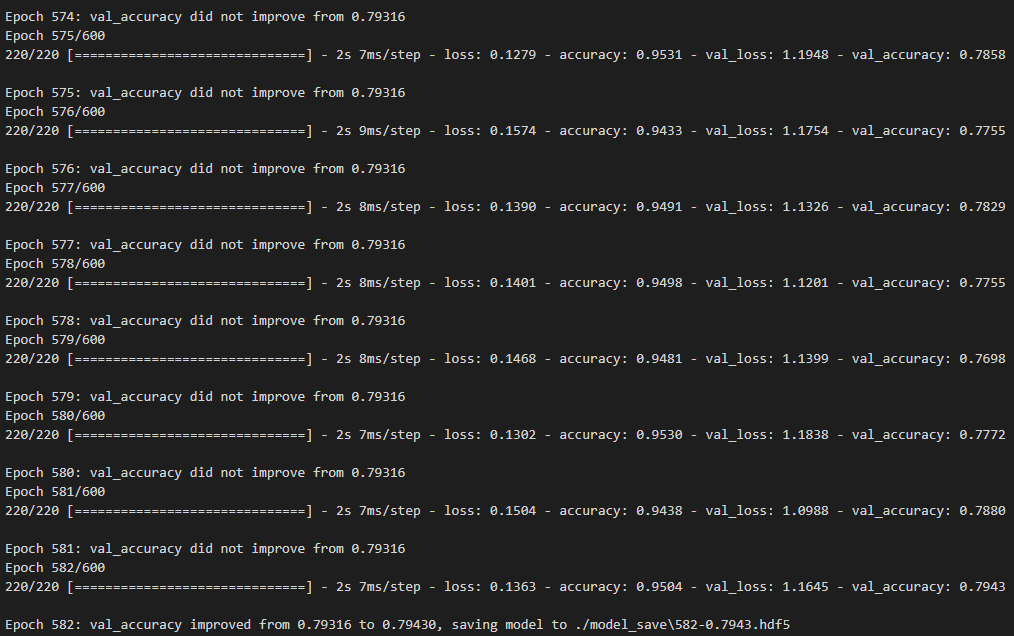 Epoch 574: val_accuracy did not improve from 0.79316
Epoch 575/600
220/220 [==============================] - 2s 7ms/step - loss: 0.1279 - accuracy: 0.9531 - val_loss: 1.1948 - val_accuracy: 0.7858
Epoch 575: val_accuracy did not improve from 0.79316
Epoch 576/600
220/220 [==============================] - 2s 9ms/step - loss: 0.1574 - accuracy: 0.9433 - val_loss: 1.1754 - val_accuracy: 0.7755
Epoch 576: val_accuracy did not improve from 0.79316
Epoch 577/600
220/220 [==============================] - 2s 8ms/step - loss: 0.1390 - accuracy: 0.9491 - val_loss: 1.1326 - val_accuracy: 0.7829
Epoch 577: val_accuracy did not improve from 0.79316
Epoch 578/600
220/220 [==============================] - 2s 8ms/step - loss: 0.1401 - accuracy: 0.9498 - val_loss: 1.1201 - val_accuracy: 0.7755
Epoch 578: val_accuracy did not improve from 0.79316
Epoch 579/600
220/220 [==============================] - 2s 8ms/step - loss: 0.1468 - accuracy: 0.9481 - val_loss: 1.1399 - val_accuracy: 0.7698
Epoch 579: val_accuracy did not improve from 0.79316
Epoch 580/600
220/220 [==============================] - 2s 7ms/step - loss: 0.1302 - accuracy: 0.9530 - val_loss: 1.1838 - val_accuracy: 0.7772
Epoch 580: val_accuracy did not improve from 0.79316
Epoch 581/600
220/220 [==============================] - 2s 7ms/step - loss: 0.1504 - accuracy: 0.9438 - val_loss: 1.0988 - val_accuracy: 0.7880
Epoch 581: val_accuracy did not improve from 0.79316
Epoch 582/600
220/220 [==============================] - 2s 7ms/step - loss: 0.1363 - accuracy: 0.9504 - val_loss: 1.1645 - val_accuracy: 0.7943
Epoch 582: val_accuracy improved from 0.79316 to 0.79430, saving model to ./model_save\582-0.7943.hdf5